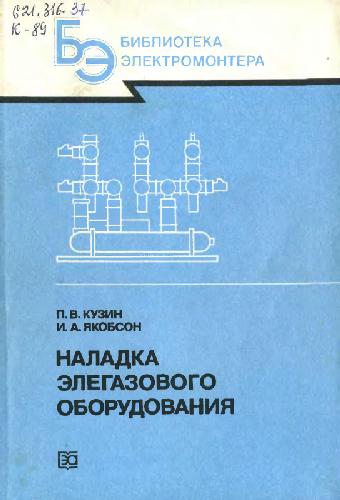 621.316.37
К-89
БЭ
БИБЛИОТЕКА
ЭЛЕКТРОМОНТЕРА
П. В. КУЗИН
И. А. ЯКОБСОН
НАЛАДКА
ЭЛЕГАЗОВОГО
ОБОРУДОВАНИЯ